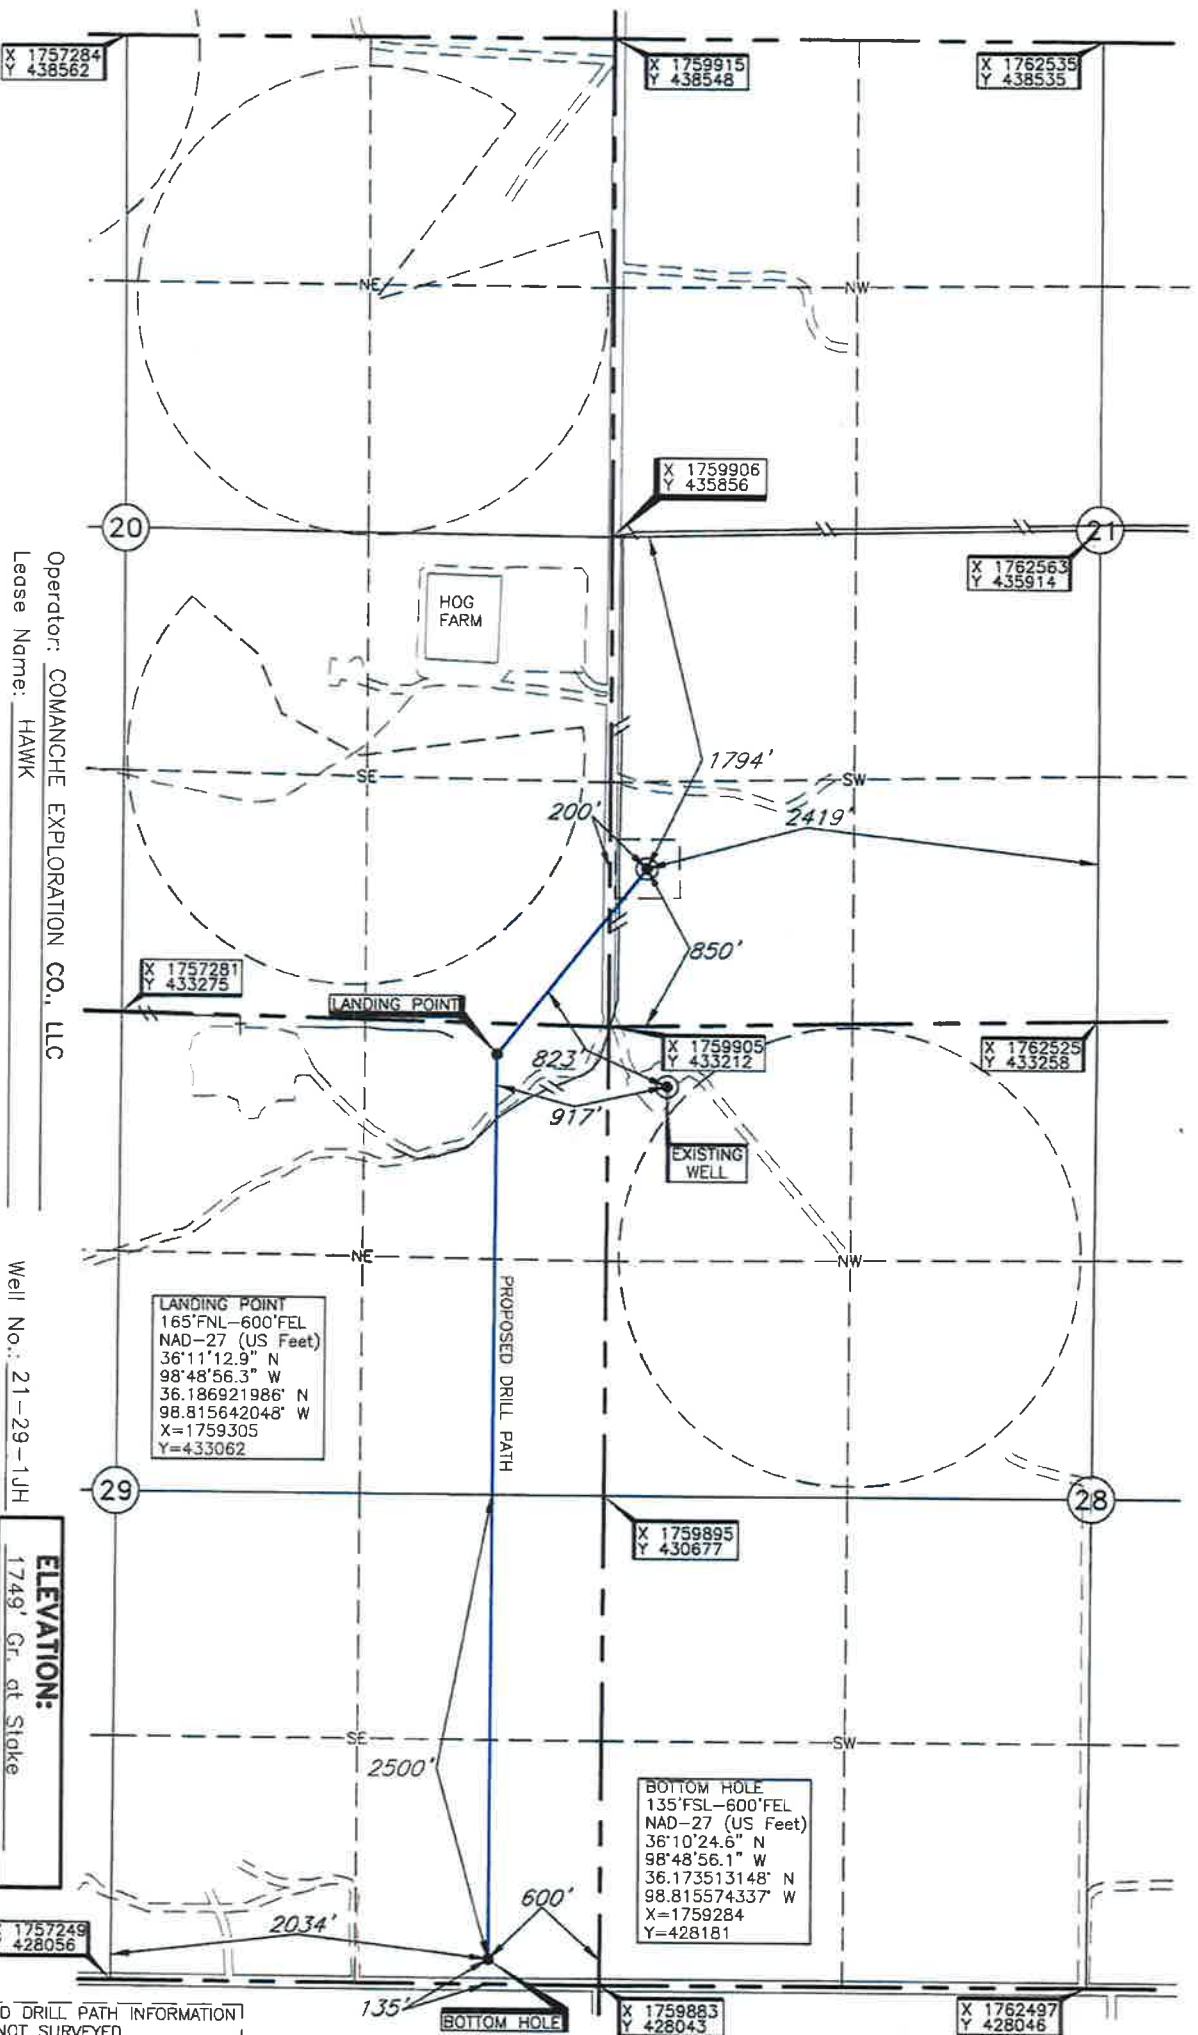 X 1757284
Y 438562
X 1759915
Y 438548
X 1762535
Y 438535
NE
NW
X 1759906
Y 435856
20
21
X 1762563
Y 435914
HOG
FARM
1794'
SE
SW
200'
2419'
850'
X 1757281
Y 433275
LANDING POINT
X 1759905
Y 433212
X 1762525
Y 433258
823'
917'
EXISTING
WELL
NE
NW
PROPOSED DRILL PATH
LANDING POINT
165'FNL-600'FEL
NAD-27 (US Feet)
36°11'12.9" N
98°48'56.3" W
36.186921986° N
98.815642048° W
X=1759305
Y=433062
29
28
X 1759895
Y 430677
SE
SW
2500'
BOTTOM HOLE
135'FSL-600'FEL
NAD-27 (US Feet)
36°10'24.6" N
98°48'56.1" W
36.173513148° N
98.815574337° W
X=1759284
Y=428181
600'
2034'
1757249
428056
135'
BOTTOM HOLE
X 1759883
Y 428043
X 1762497
Y 428046
D DRILL PATH INFORMATION
NOT SURVEYED
Operator: COMANCHE EXPLORATION CO., LLC
Lease Name: HAWK
Well No.: 21-29-1JH
ELEVATION:
1749' Gr. at Stake